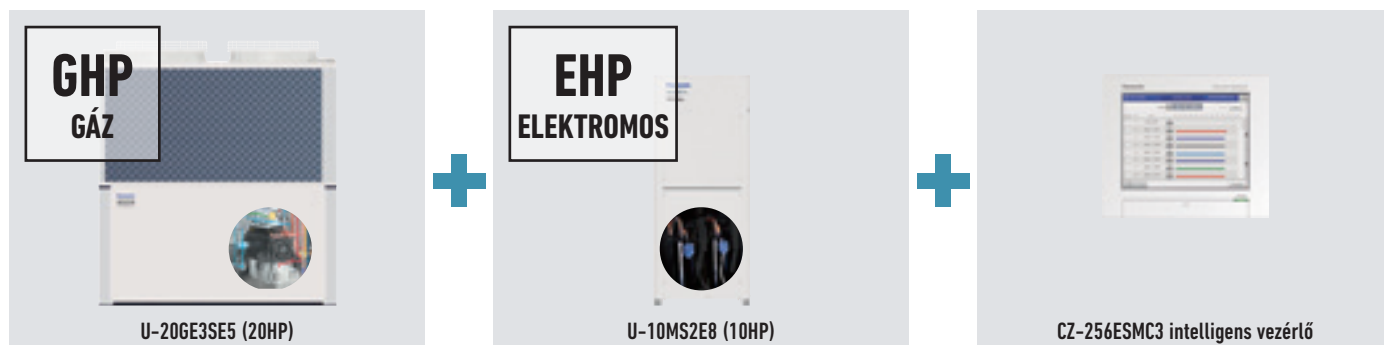 GHP
GÁZ
U-20GE3SE5 (20HP)
EHP
ELEKTROMOS
U-10MS2E8 (10HP)
CZ-256ESMC3 intelligens vezérlő